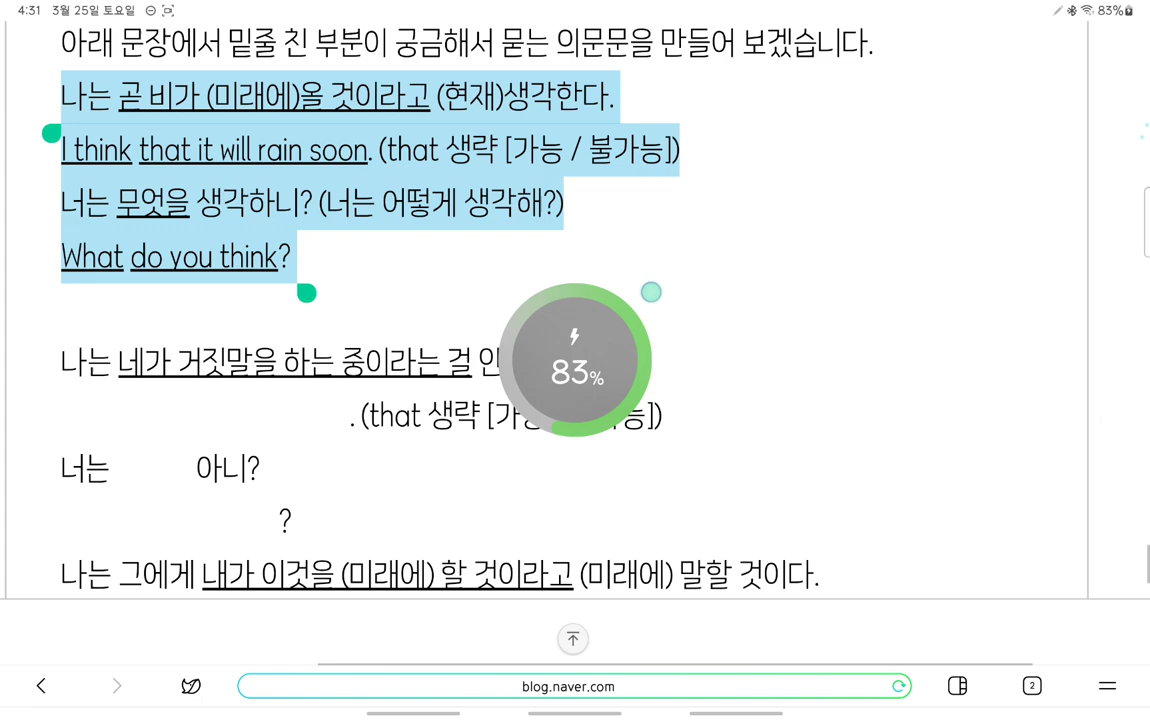 4:31 3월 25일 토요일 83%
아래 문장에서 밑줄 친 부분이 궁금해서 묻는 의문문을 만들어 보겠습니다.
나는 곧 비가 (미래에)올 것이라고 (현재)생각한다.
I think that it will rain soon. (that 생략 [가능 / 불가능])
너는 무엇을 생각하니? (너는 어떻게 생각해?)
What do you think?
나는 네가 거짓말을 하는 중이라는 걸
83%
. (that 생략
너는 아니?
?
나는 그에게 내가 이것을 (미래에) 할 것이라고 (미래에) 말할 것이다.
blog.naver.com
2